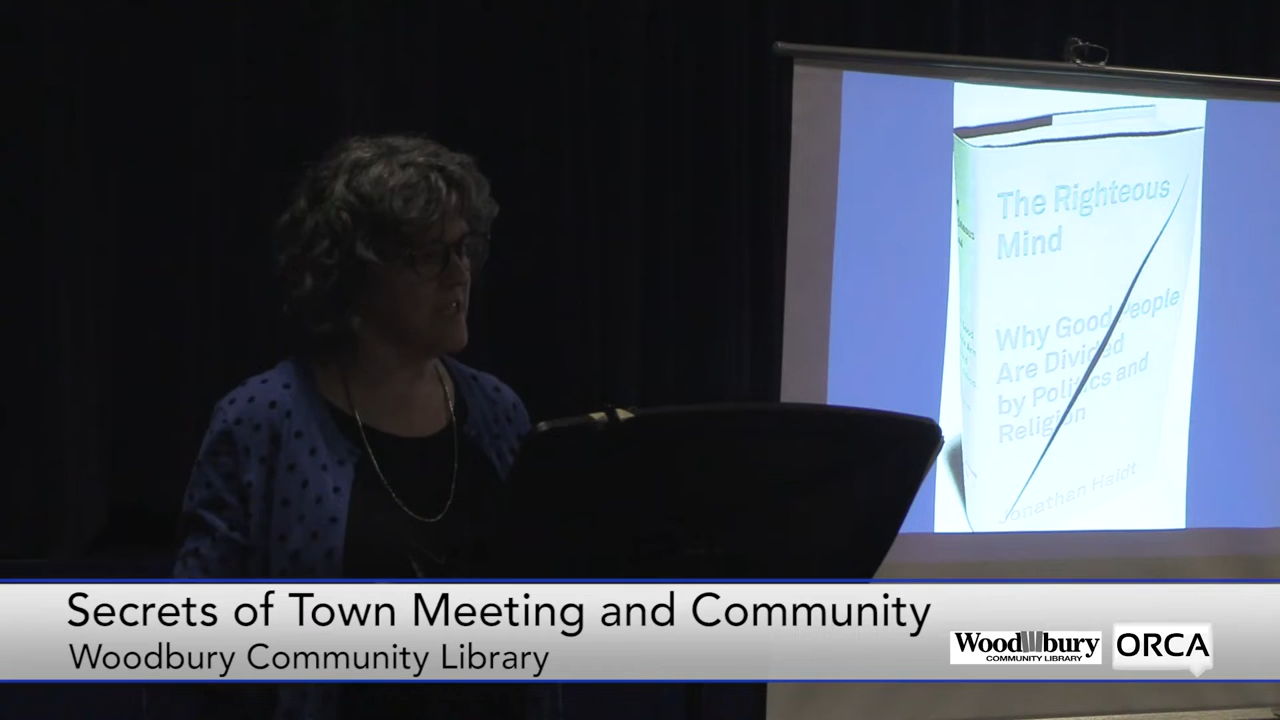 The Righteous
Mind
Why Good People
Are Divided
by Politics and
Religion
Jonathan Haidt
Secrets of Town Meeting and Community
Woodbury Community Library
Woodbury
COMMUNITY LIBRARY
ORCA